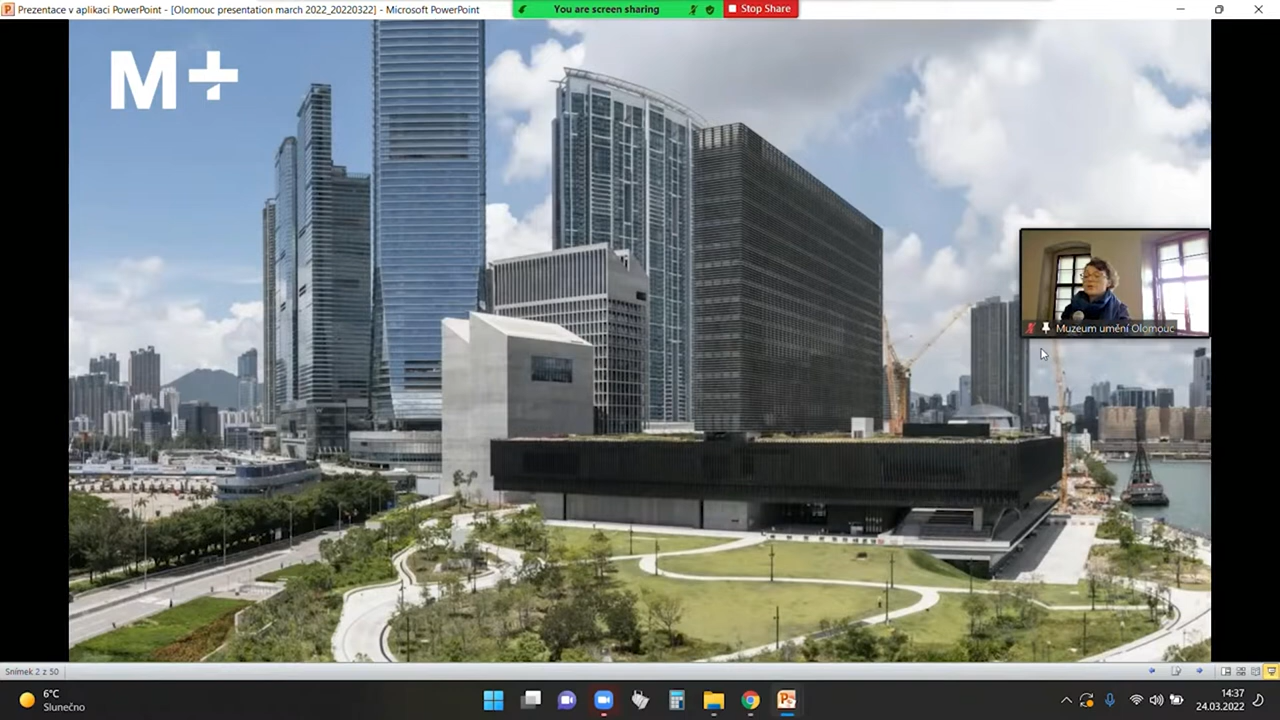 Prezentace v aplikaci PowerPoint - [Olomouc presentation march 2022_20220322] - Microsoft PowerPoint
You are screen sharing
Stop Share
M+
Muzeum umění Olomouc
Snímek 2 z 50
6°C
Slunečno
14:37
24.03.2022